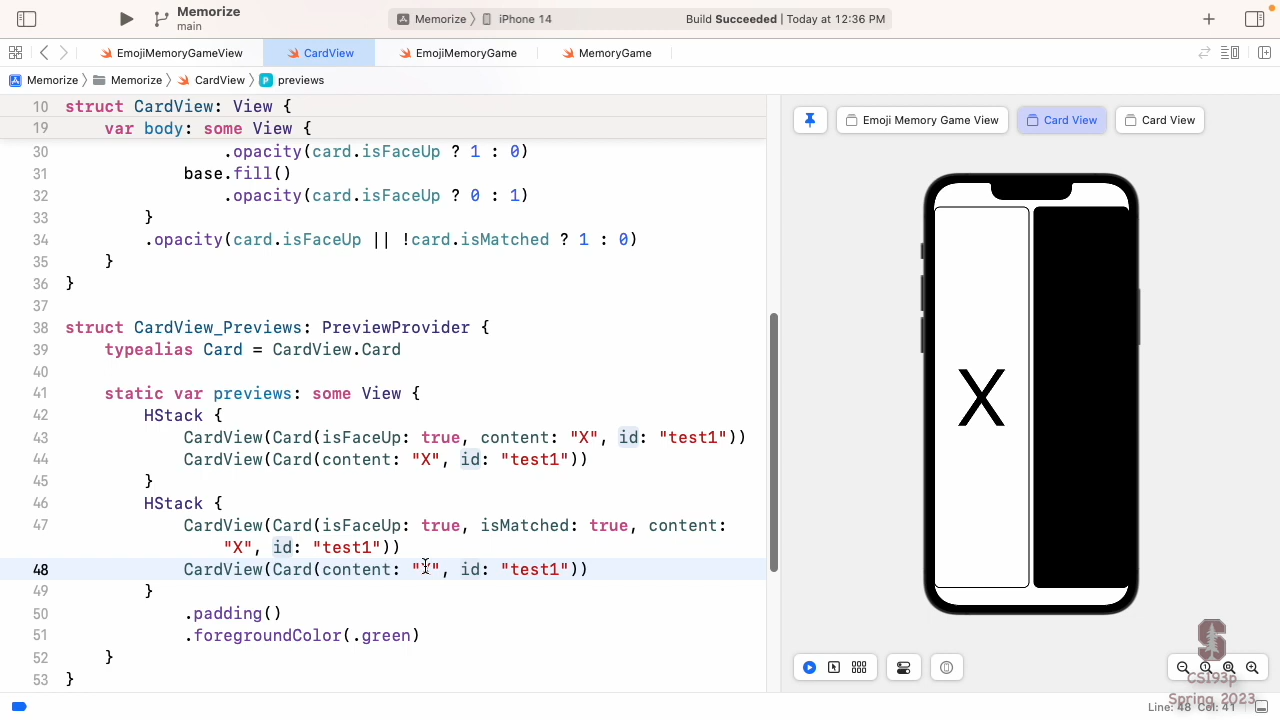 Memorize
main
Memorize 〉 iPhone 14
Build Succeeded | Today at 12:36 PM
EmojiMemoryGameView
CardView
EmojiMemoryGame
MemoryGame
Memorize 〉 Memorize 〉 CardView 〉 P previews
10 struct CardView: View {
19 var body: some View {
30 .opacity(card.isFaceUp ? 1 : 0)
31 base.fill()
32 .opacity(card.isFaceUp ? 0 : 1)
33 }
34 .opacity(card.isFaceUp || !card.isMatched ? 1 : 0)
35 }
36 }
37
38 struct CardView_Previews: PreviewProvider {
39 typealias Card = CardView.Card
40
41 static var previews: some View {
42 HStack {
43 CardView(Card(isFaceUp: true, content: "X", id: "test1"))
44 CardView(Card(content: "X", id: "test1"))
45 }
46 HStack {
47 CardView(Card(isFaceUp: true, isMatched: true, content:
"X", id: "test1"))
48 CardView(Card(content: "X", id: "test1"))
49 }
50 .padding()
51 .foregroundColor(.green)
52 }
53 }
Emoji Memory Game View
Card View
Card View
X
S
CS193p
Spring 2023
Line: 48 Col: 41